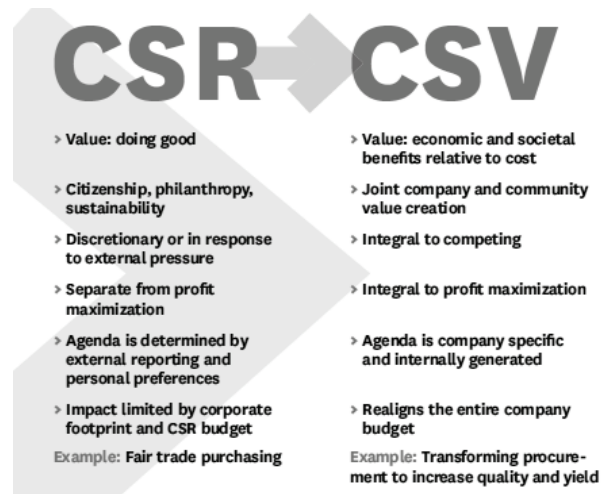 CSR
CSV
> Value: doing good
> Value: economic and societal
benefits relative to cost
> Citizenship, philanthropy,
sustainability
> Joint company and community
value creation
> Discretionary or in response
to external pressure
> Integral to competing
> Separate from profit
maximization
> Integral to profit maximization
> Agenda is determined by
external reporting and
personal preferences
> Agenda is company specific
and internally generated
> Impact limited by corporate
footprint and CSR budget
> Realigns the entire company
budget
Example: Fair trade purchasing
Example: Transforming procure-
ment to increase quality and yield